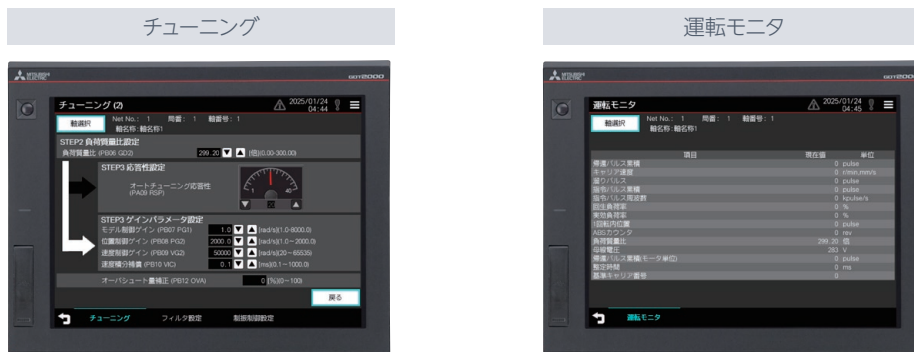 チューニング
MITSUBISHI
ELECTRIC
GOT2000
チューニング (2)
2025/01/24
04:44
軸選択
Net No.： 1 局番： 1 軸番号： 1
軸名称：軸名称1
STEP2 負荷質量比設定
負荷質量比 (PB06 GD2) 299.20 [倍](0.00-300.00)
STEP3 応答性設定
オートチューニング応答性
(PA09 RSP)
1 40
STEP3 ゲインパラメータ設定
モデル制御ゲイン (PB07 PG1) 1.0 [rad/s](1.0-8000.0)
位置制御ゲイン (PB08 PG2) 2000.0 [rad/s](1.0~2000.0)
速度制御ゲイン (PB09 VG2) 50000 [rad/s](20~65535)
速度積分補償 (PB10 VIC) 0.1 [ms](0.1~1000.0)
オーバシュート量補正 (PB12 OVA) 0 [%](0~100)
戻る
チューニング フィルタ設定 制振制御設定
運転モニタ
MITSUBISHI
ELECTRIC
GOT2000
運転モニタ
2025/01/24
04:45
軸選択
Net No.： 1 局番： 1 軸番号： 1
軸名称：軸名称1
項目 現在値 単位
帰還パルス累積 0 pulse
キャリア速度 0 r/min,mm/s
溜りパルス 0 pulse
指令パルス累積 0 pulse
指令パルス周波数 0 kpulse/s
回生負荷率 0 %
実効負荷率 0 %
1回転内位置 0 pulse
ABSカウンタ 0 rev
負荷質量比 299.20 倍
母線電圧 283 V
帰還パルス累積(モータ単位) 0 pulse
整定時間 0 ms
基準キャリア番号 0
運転モニタ